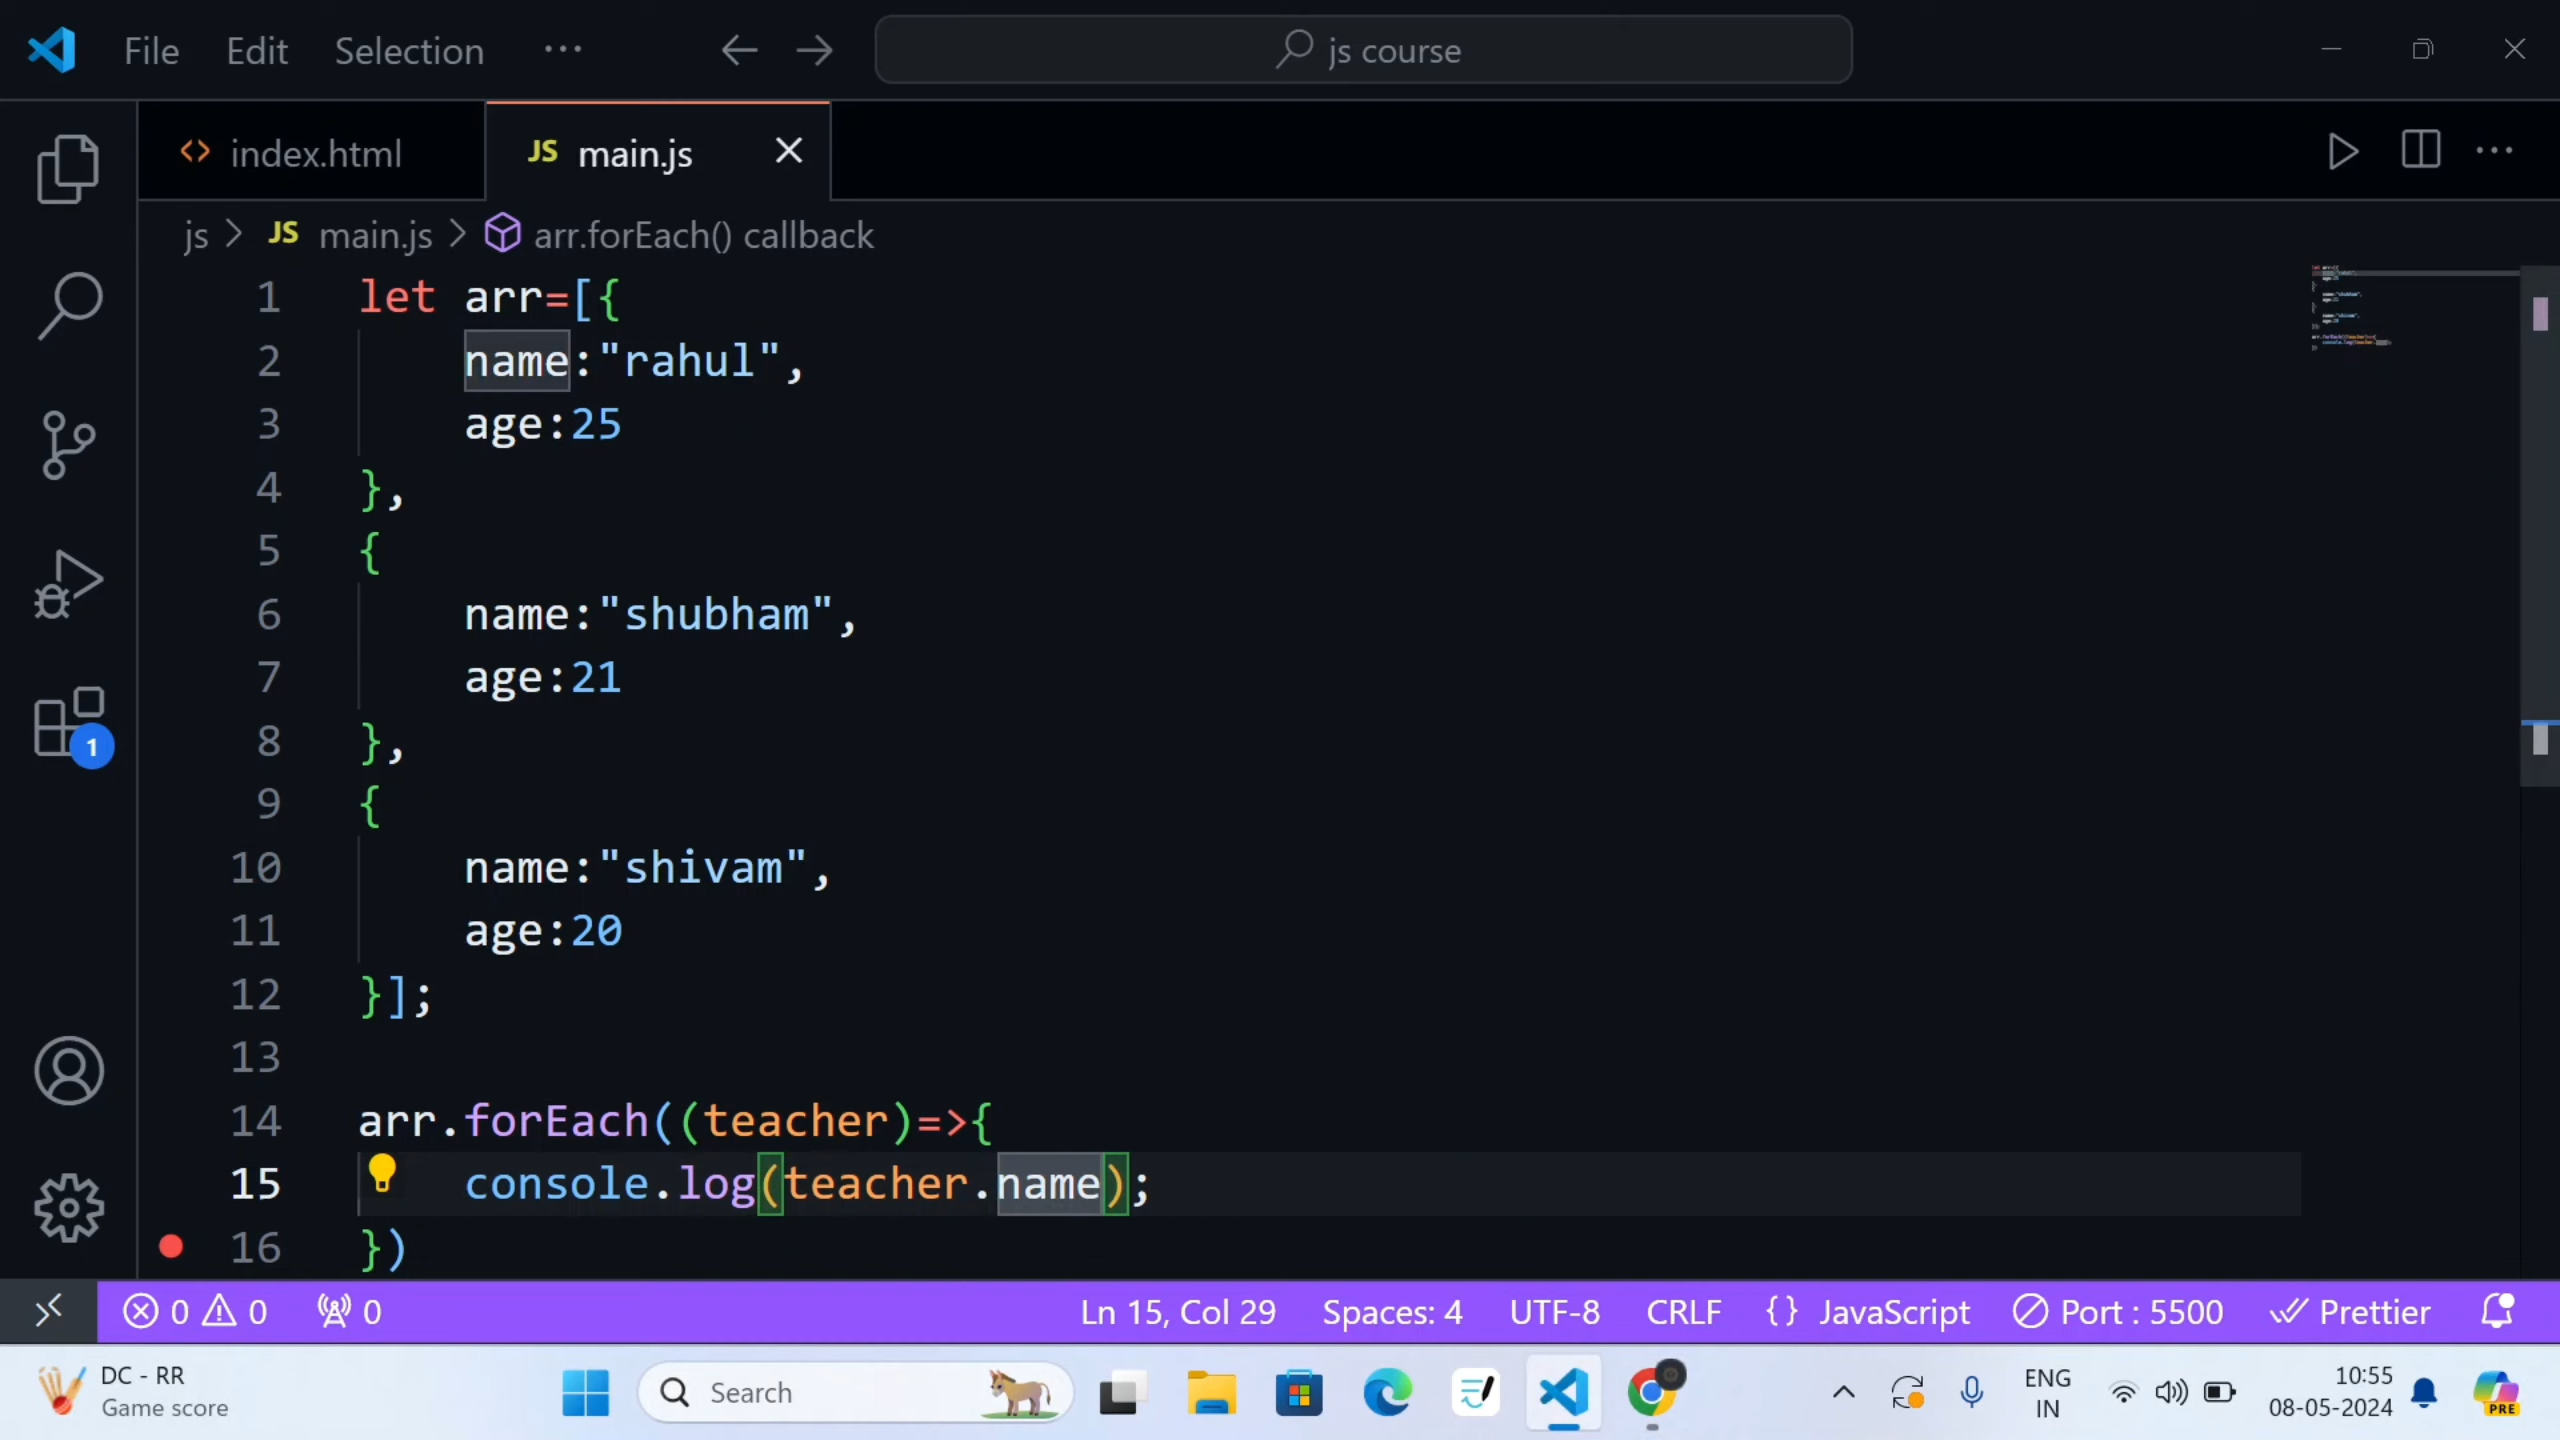 File Edit Selection ··· js course
index.html JS main.js
js > JS main.js > arr.forEach() callback
1 let arr=[{
2 name:"rahul",
3 age:25
4 },
5 {
6 name:"shubham",
7 age:21
8 },
9 {
10 name:"shivam",
11 age:20
12 }];
13
14 arr.forEach((teacher)=>{
15 console.log(teacher.name);
16 })
1
0 0 0 Ln 15, Col 29 Spaces: 4 UTF-8 CRLF {} JavaScript Port : 5500 Prettier
DC - RR
Game score
Search
ENG
IN
10:55
08-05-2024
PRE